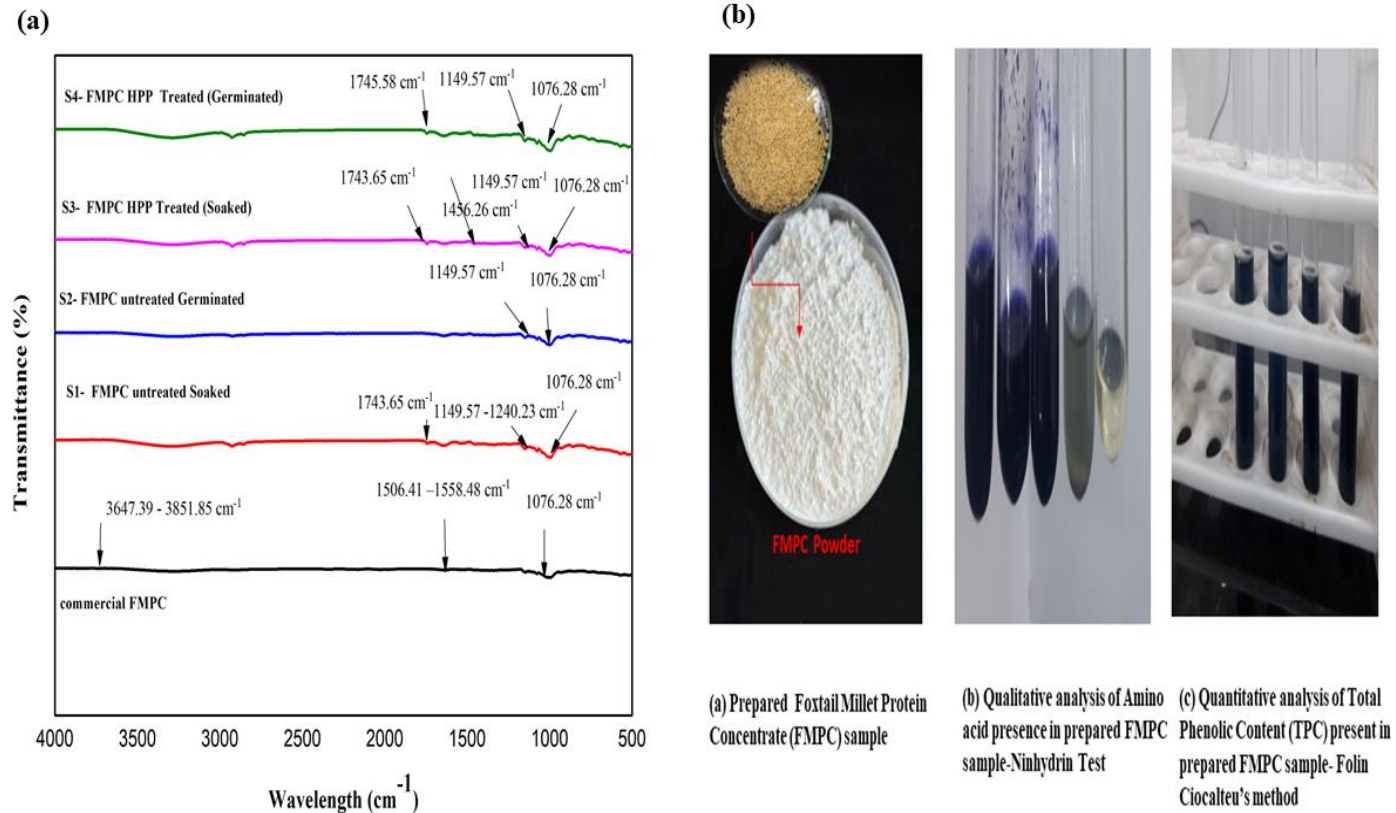 (a)
Transmittance (%)
S4- FMPC HPP Treated (Germinated)
1745.58 cm-1
1149.57 cm-1
1076.28 cm-1
S3- FMPC HPP Treated (Soaked)
1743.65 cm-1
1456.26 cm-1
1149.57 cm-1
1076.28 cm-1
S2- FMPC untreated Germinated
1149.57 cm-1
1076.28 cm-1
S1- FMPC untreated Soaked
1743.65 cm-1
1149.57 -1240.23 cm-1
1076.28 cm-1
3647.39 - 3851.85 cm-1
1506.41 –1558.48 cm-1
1076.28 cm-1
commercial FMPC
4000 3500 3000 2500 2000 1500 1000 500
Wavelength (cm-1)
(b)
FMPC Powder
(a) Prepared Foxtail Millet Protein
Concentrate (FMPC) sample
(b) Qualitative analysis of Amino
acid presence in prepared FMPC
sample-Ninhydrin Test
(c) Quantitative analysis of Total
Phenolic Content (TPC) present in
prepared FMPC sample- Folin
Ciocalteu’s method